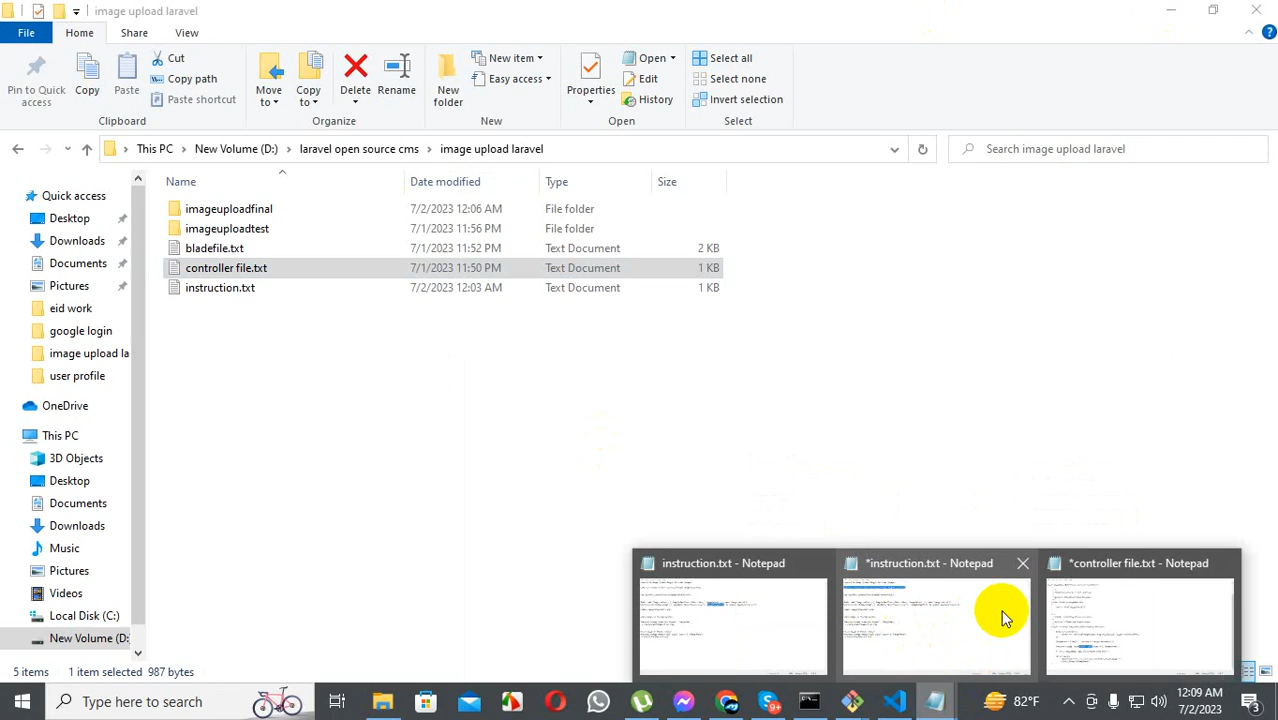 image upload laravel
File Home Share View
Pin to Quick access
Copy
Paste
Cut
Copy path
Paste shortcut
Clipboard
Move to
Copy to
Delete
Rename
Organize
New folder
New item
Easy access
New
Properties
Open
Edit
History
Open
Select all
Select none
Invert selection
Select
This PC New Volume (D:) laravel open source cms image upload laravel
Search image upload laravel
Name Date modified Type Size
imageuploadfinal 7/2/2023 12:06 AM File folder
imageuploadtest 7/1/2023 11:56 PM File folder
bladefile.txt 7/1/2023 11:52 PM Text Document 2 KB
controller file.txt 7/1/2023 11:50 PM Text Document 1 KB
instruction.txt 7/2/2023 12:03 AM Text Document 1 KB
Quick access
Desktop
Downloads
Documents
Pictures
eid work
google login
image upload la
user profile
OneDrive
This PC
3D Objects
Desktop
Documents
Downloads
Music
Pictures
Videos
Local Disk (C:)
New Volume (D:
instruction.txt - Notepad
*instruction.txt - Notepad
*controller file.txt - Notepad
5 items 1 item selected 987 bytes
Type here to search
9+
82°F
12:09 AM
7/2/2023
3